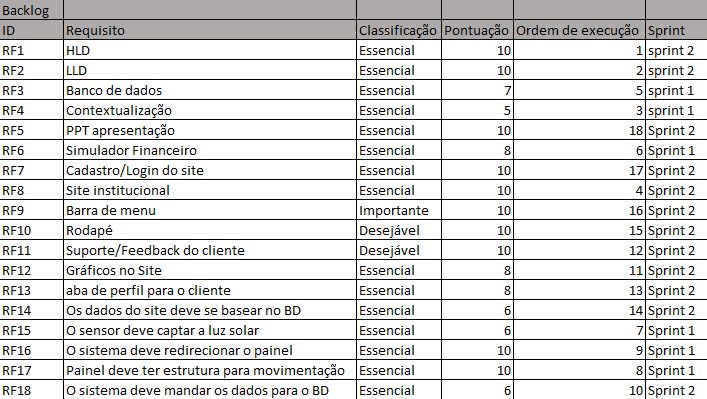 Backlog
ID Requisito Classificação Pontuação Ordem de execução Sprint
RF1 HLD Essencial 10 1 sprint 2
RF2 LLD Essencial 10 2 sprint 2
RF3 Banco de dados Essencial 7 5 sprint 1
RF4 Contextualização Essencial 5 3 sprint 1
RF5 PPT apresentação Essencial 10 18 Sprint 2
RF6 Simulador Financeiro Essencial 8 6 Sprint 1
RF7 Cadastro/Login do site Essencial 10 17 Sprint 2
RF8 Site institucional Essencial 10 4 Sprint 2
RF9 Barra de menu Importante 10 16 Sprint 2
RF10 Rodapé Desejável 10 15 Sprint 2
RF11 Suporte/Feedback do cliente Desejável 10 12 Sprint 2
RF12 Gráficos no Site Essencial 8 11 Sprint 2
RF13 aba de perfil para o cliente Essencial 8 13 Sprint 2
RF14 Os dados do site deve se basear no BD Essencial 6 14 Sprint 2
RF15 O sensor deve captar a luz solar Essencial 6 7 Sprint 1
RF16 O sistema deve redirecionar o painel Essencial 10 9 Sprint 1
RF17 Painel deve ter estrutura para movimentação Essencial 10 8 Sprint 1
RF18 O sistema deve mandar os dados para o BD Essencial 6 10 Sprint 2